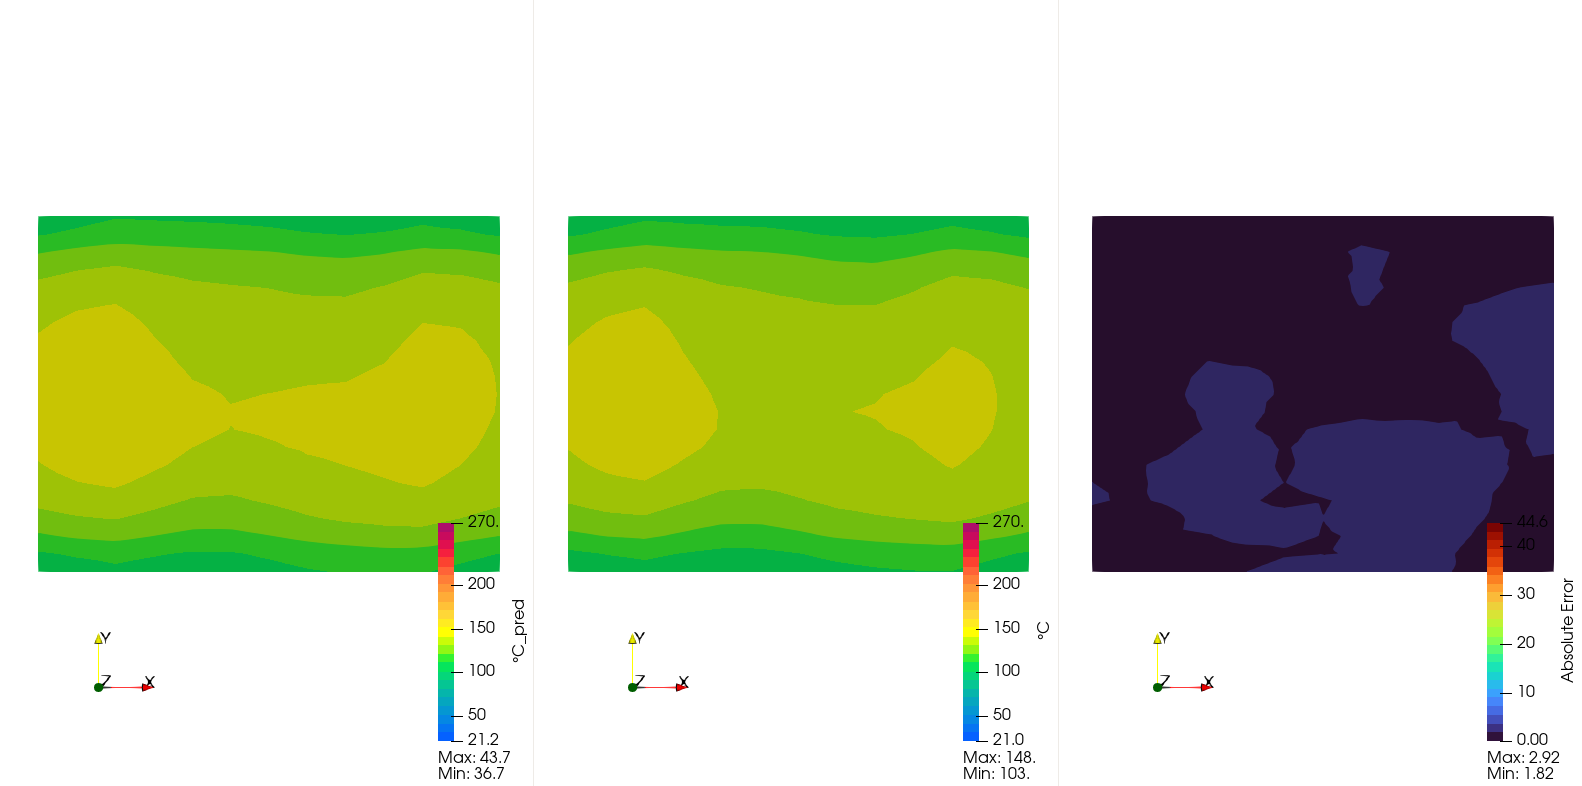 270.
200
150
100
50
21.2
°C_pred
Max: 43.7
Min: 36.7
Y
Z
X
270.
200
150
100
50
21.0
°C
Max: 148.
Min: 103.
Y
Z
X
44.6
40
30
20
10
0.00
Absolute Error
Max: 2.92
Min: 1.82
Y
Z
X